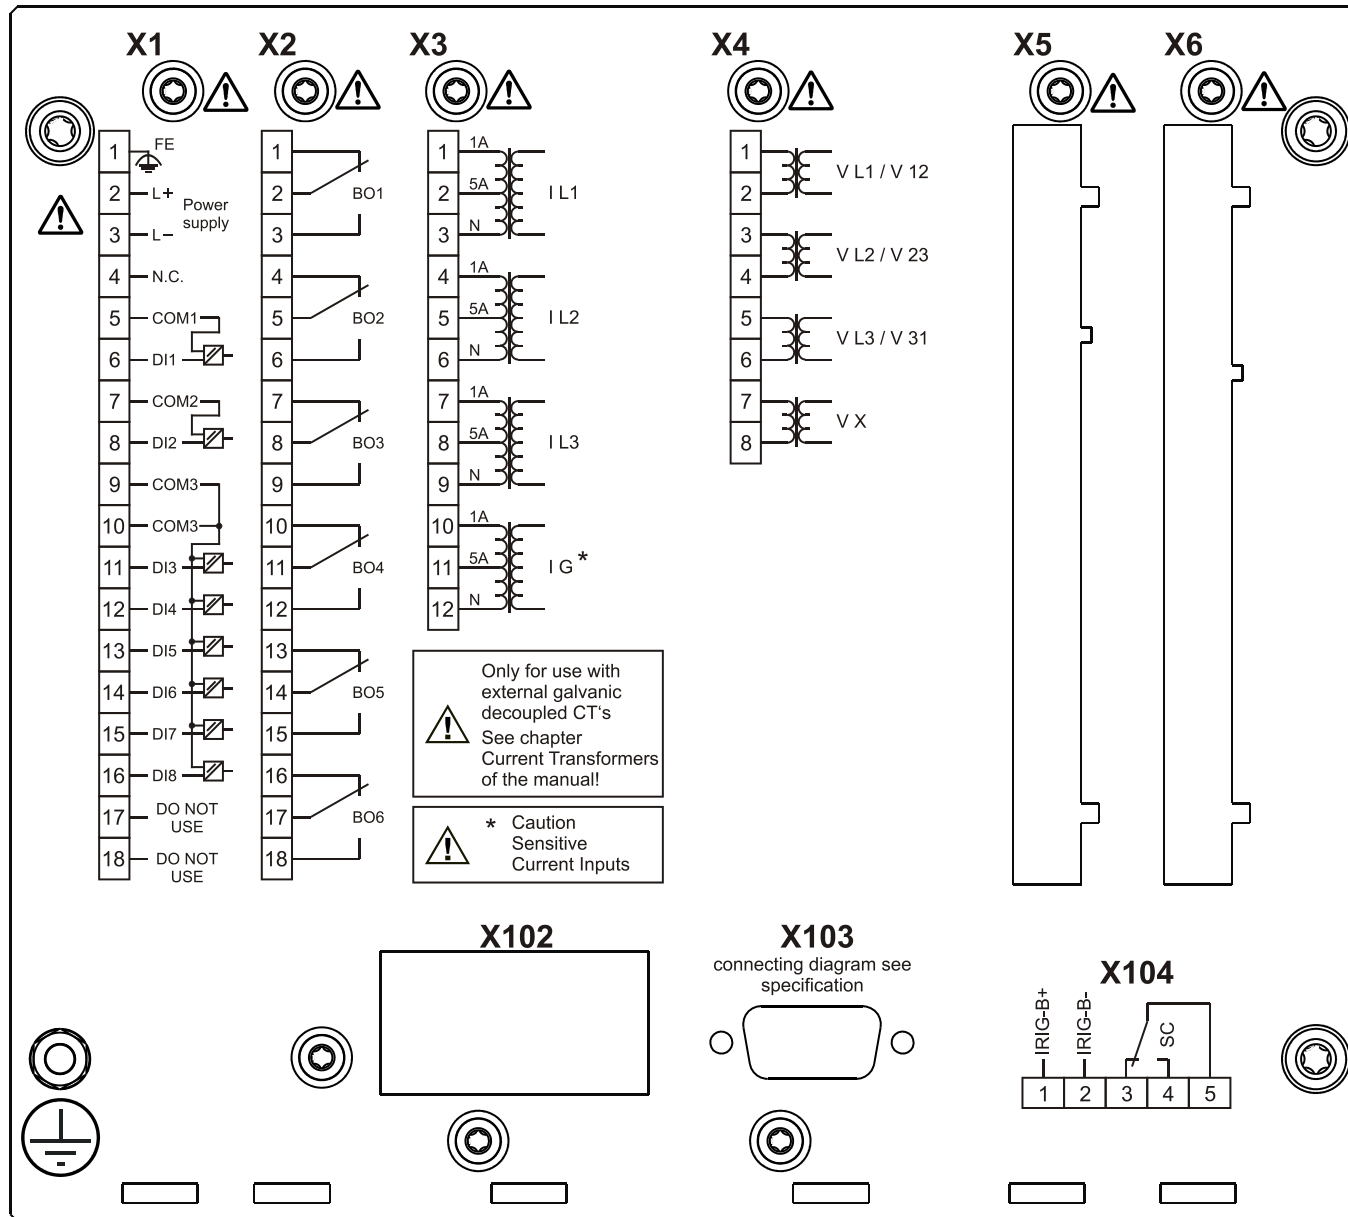 X1
X2
X3
X4
X5
X6
1 FE
2 L+
Power
supply
3 L−
4 N.C.
5 COM1
6 DI1
7 COM2
8 DI2
9 COM3
10 COM3
11 DI3
12 DI4
13 DI5
14 DI6
15 DI7
16 DI8
17 DO NOT
USE
18 DO NOT
USE
1
2 BO1
3
4
5 BO2
6
7
8 BO3
9
10
11 BO4
12
13
14 BO5
15
16
17 BO6
18
1 1A
2 5A I L1
3 N
4 1A
5 5A I L2
6 N
7 1A
8 5A I L3
9 N
10 1A
11 5A I G *
12 N
Only for use with
external galvanic
decoupled CT‘s
See chapter
Current Transformers
of the manual!
* Caution
Sensitive
Current Inputs
1
V L1 / V 12
2
3
V L2 / V 23
4
5
V L3 / V 31
6
7
V X
8
X102
X103
connecting diagram see
specification
X104
IRIG-B+
IRIG-B-
SC
1 2 3 4 5